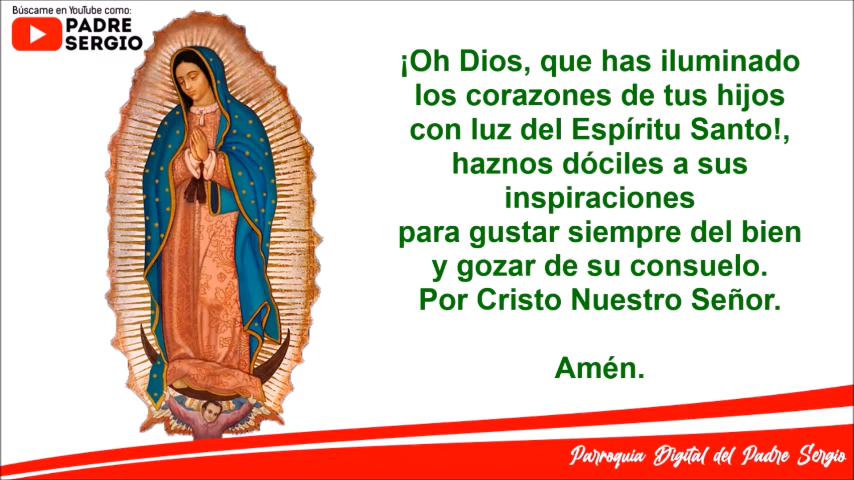 Búscame en YouTube como:
PADRE
SERGIO
¡Oh Dios, que has iluminado
los corazones de tus hijos
con luz del Espíritu Santo!,
haznos dóciles a sus
inspiraciones
para gustar siempre del bien
y gozar de su consuelo.
Por Cristo Nuestro Señor.
Amén.
Parroquia Digital del Padre Sergio